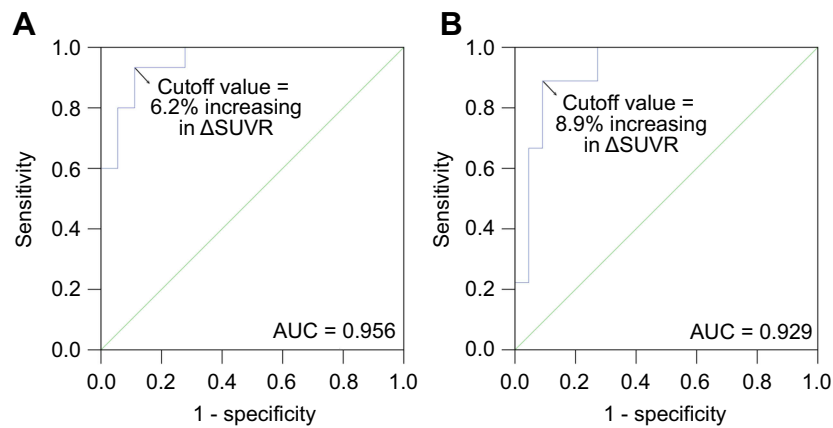 A
1.0
0.8
0.6
0.4
0.2
0.0
Sensitivity
Cutoff value =
6.2% increasing
in ΔSUVR
AUC = 0.956
0.0 0.2 0.4 0.6 0.8 1.0
1 - specificity
B
1.0
0.8
0.6
0.4
0.2
0.0
Sensitivity
Cutoff value =
8.9% increasing
in ΔSUVR
AUC = 0.929
0.0 0.2 0.4 0.6 0.8 1.0
1 - specificity